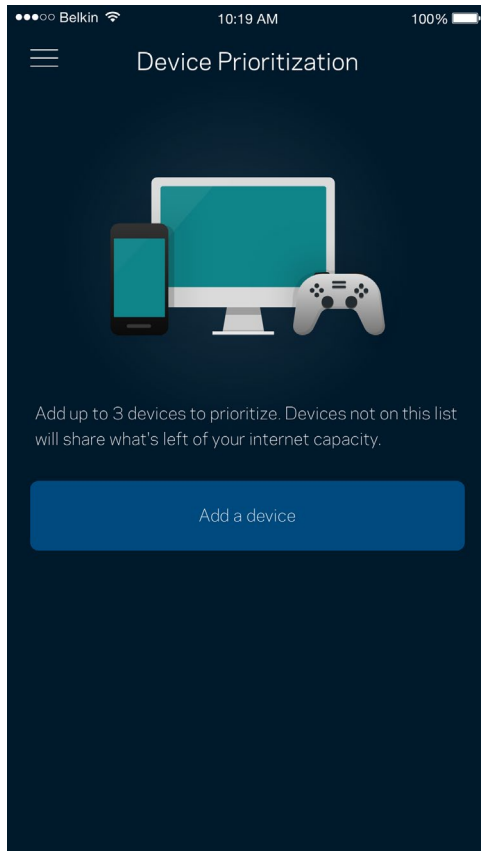 Belkin 10:19 AM 100%
Device Prioritization
Add up to 3 devices to prioritize. Devices not on this list
will share what's left of your internet capacity.
Add a device